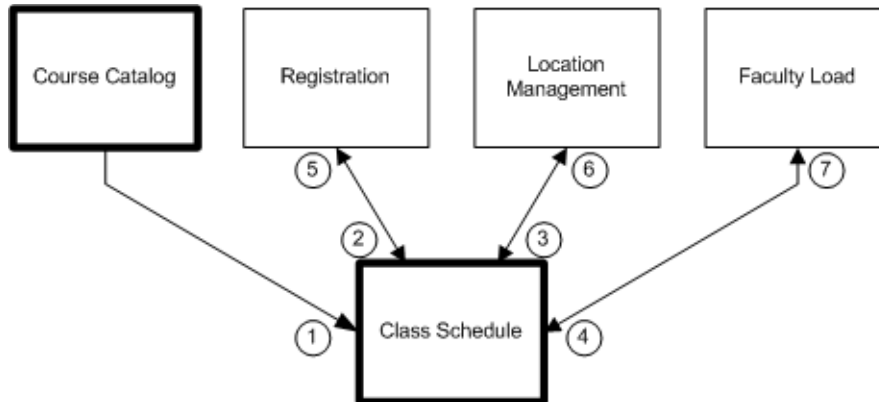 Course Catalog
Registration
Location
Management
Faculty Load
5
6
7
2
3
1
Class Schedule
4